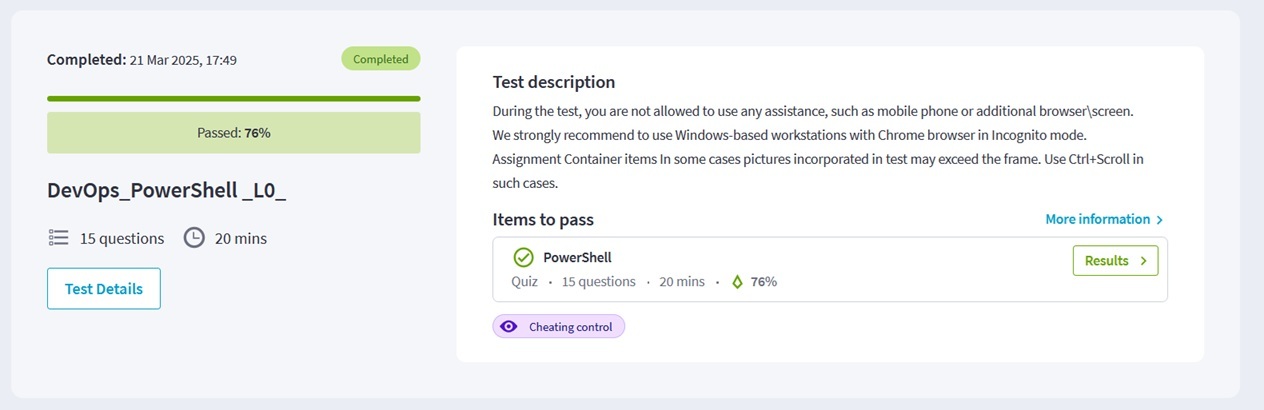 Completed: 21 Mar 2025, 17:49
Completed
Passed: 76%
DevOps_PowerShell _L0_
15 questions
20 mins
Test Details
Test description
During the test, you are not allowed to use any assistance, such as mobile phone or additional browser\screen.
We strongly recommend to use Windows-based workstations with Chrome browser in Incognito mode.
Assignment Container items In some cases pictures incorporated in test may exceed the frame. Use Ctrl+Scroll in
such cases.
Items to pass
More information
PowerShell
Results
Quiz • 15 questions • 20 mins • 76%
Cheating control